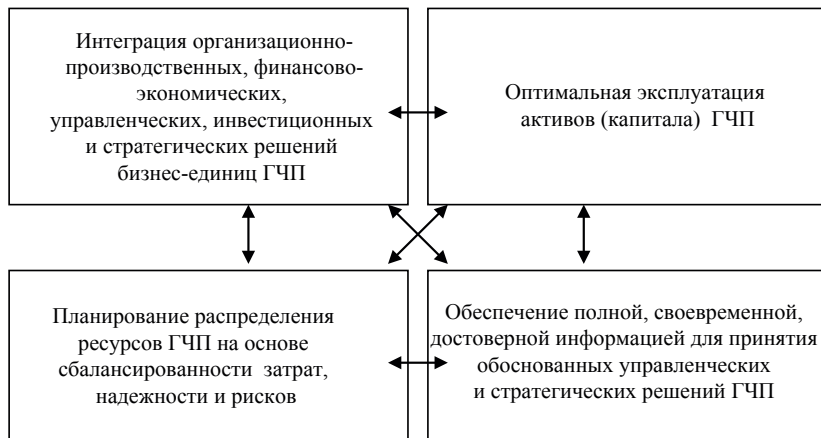 Интеграция организационно-
производственных, финансово-
экономических,
управленческих, инвестиционных
и стратегических решений
бизнес-единиц ГЧП
Оптимальная эксплуатация
активов (капитала) ГЧП
Планирование распределения
ресурсов ГЧП на основе
сбалансированности затрат,
надежности и рисков
Обеспечение полной, своевременной,
достоверной информацией для принятия
обоснованных управленческих
и стратегических решений ГЧП